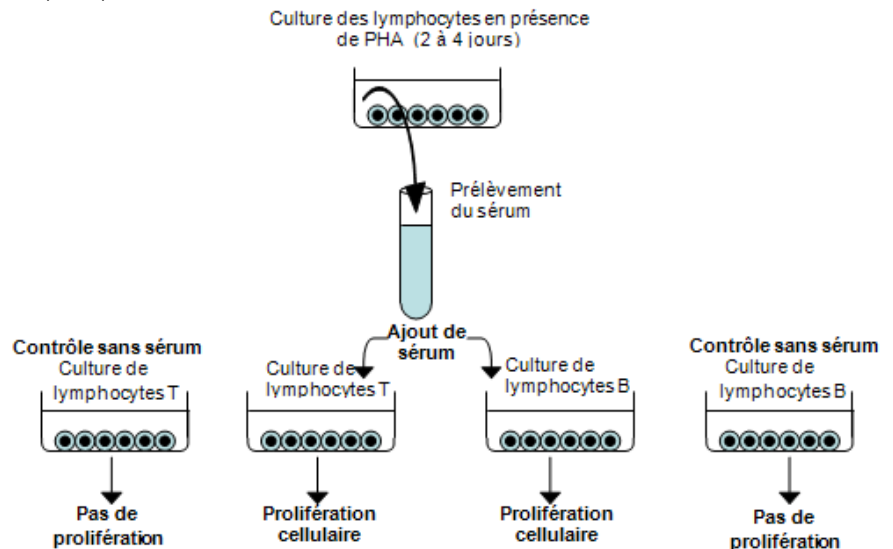 Culture des lymphocytes en présence
de PHA (2 à 4 jours)
Prélèvement
du sérum
Ajout de
sérum
Contrôle sans sérum
Culture de
lymphocytes T
Pas de
prolifération
Culture de
lymphocytes T
Prolifération
cellulaire
Culture de
lymphocytes B
Prolifération
cellulaire
Contrôle sans sérum
Culture de
lymphocytes B
Pas de
prolifération